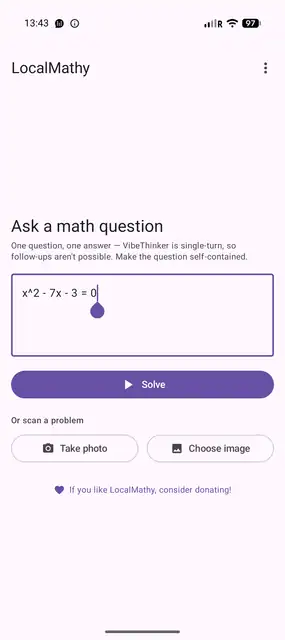 13:43
R
97
LocalMathy
Ask a math question
One question, one answer — VibeThinker is single-turn, so
follow-ups aren't possible. Make the question self-contained.
x^2 - 7x - 3 = 0
Solve
Or scan a problem
Take photo
Choose image
If you like LocalMathy, consider donating!